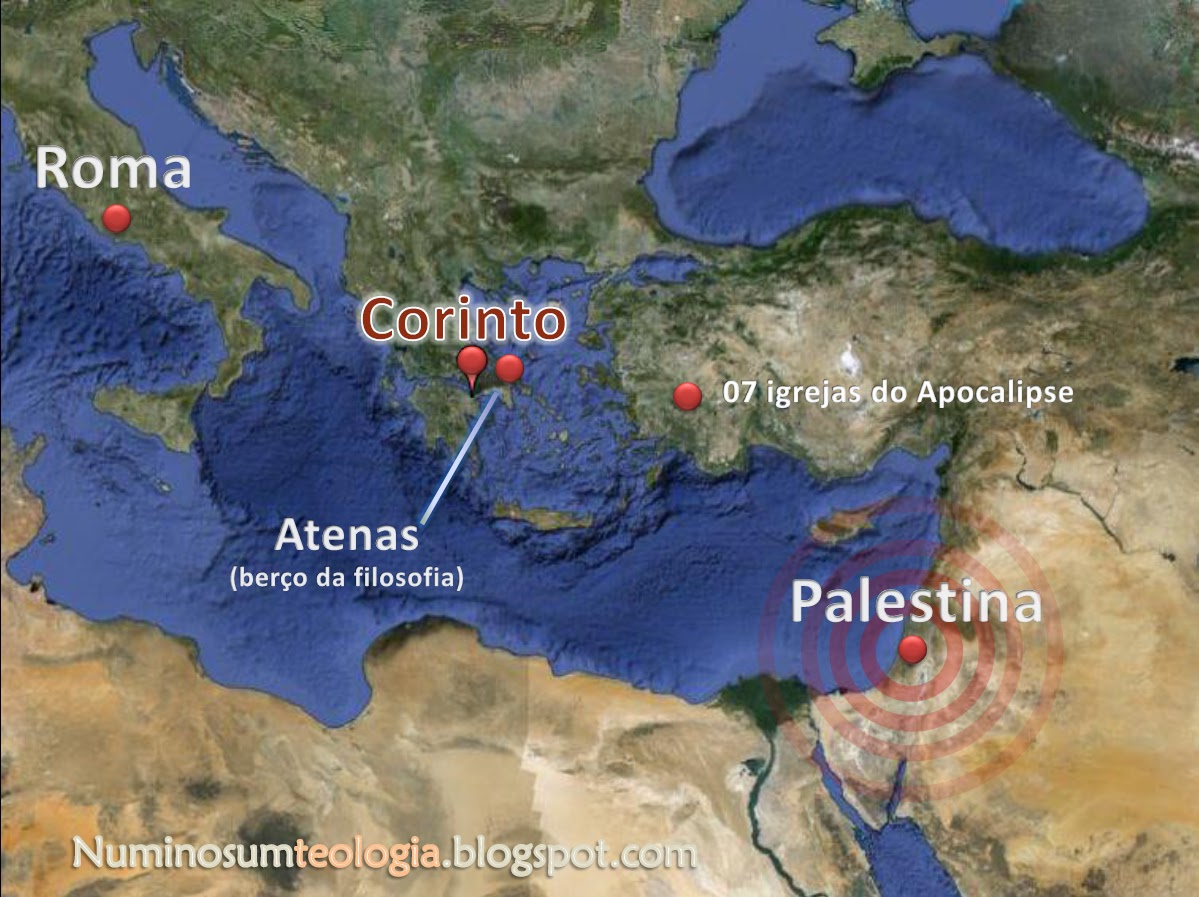 Roma
Corinto
07 igrejas do Apocalipse
Atenas
(berço da filosofia)
Palestina
Numinosumteologia.blogspot.com